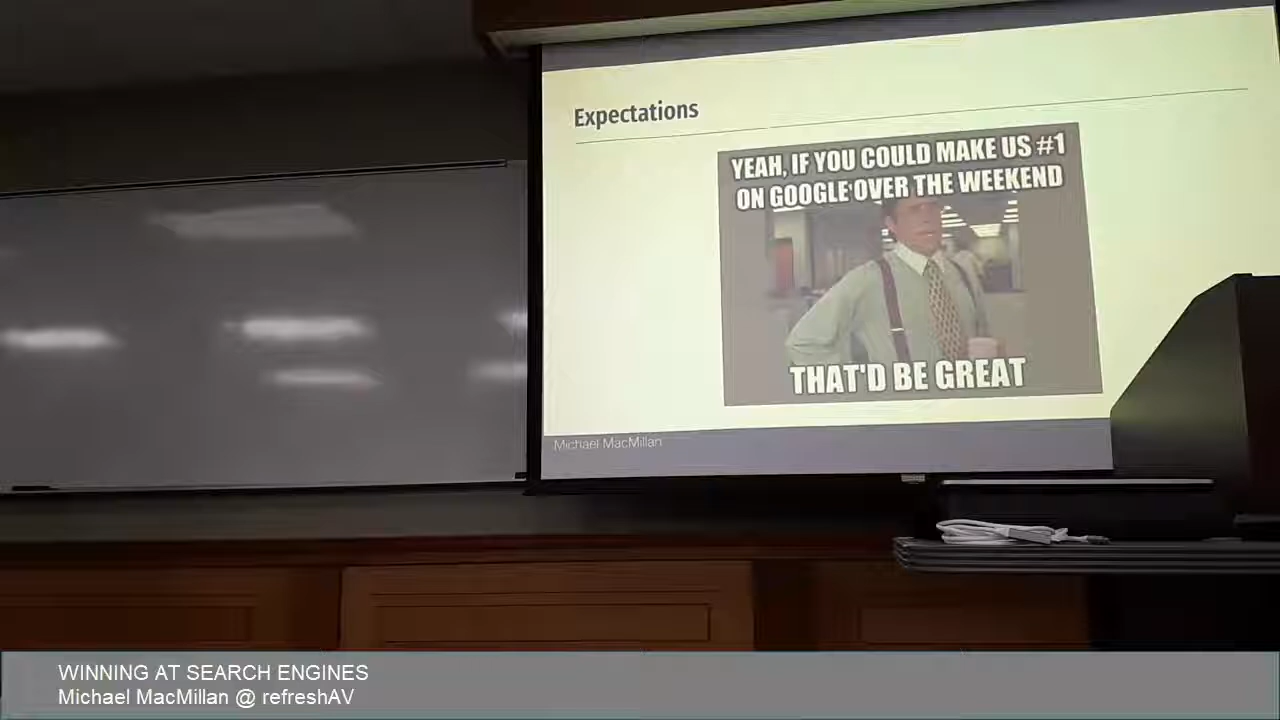 Expectations
YEAH, IF YOU COULD MAKE US #1
ON GOOGLE OVER THE WEEKEND
THAT'D BE GREAT
Michael MacMillan
WINNING AT SEARCH ENGINES
Michael MacMillan @ refreshAV